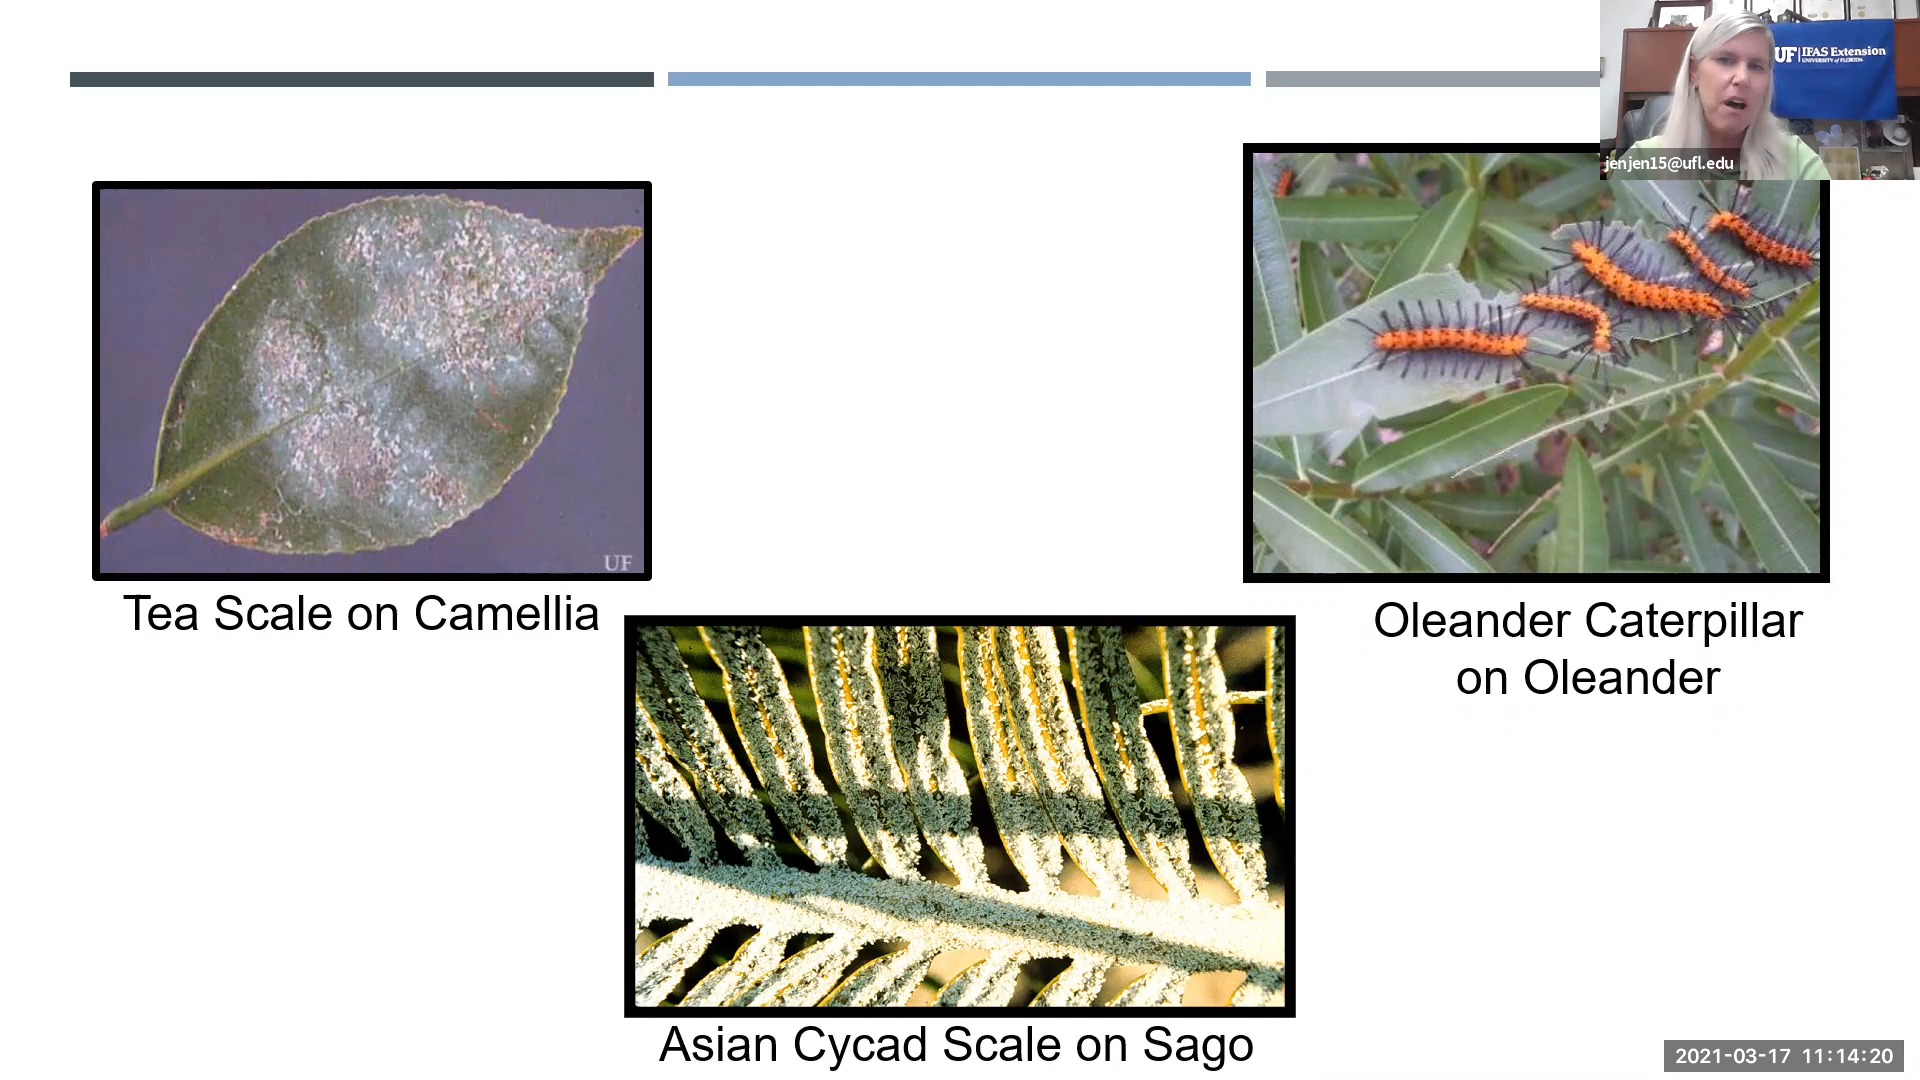 UF IFAS Extension
UNIVERSITY of FLORIDA
jenjen15@ufl.edu
UF
Tea Scale on Camellia
Oleander Caterpillar
on Oleander
Asian Cycad Scale on Sago
2021-03-17 11:14:20